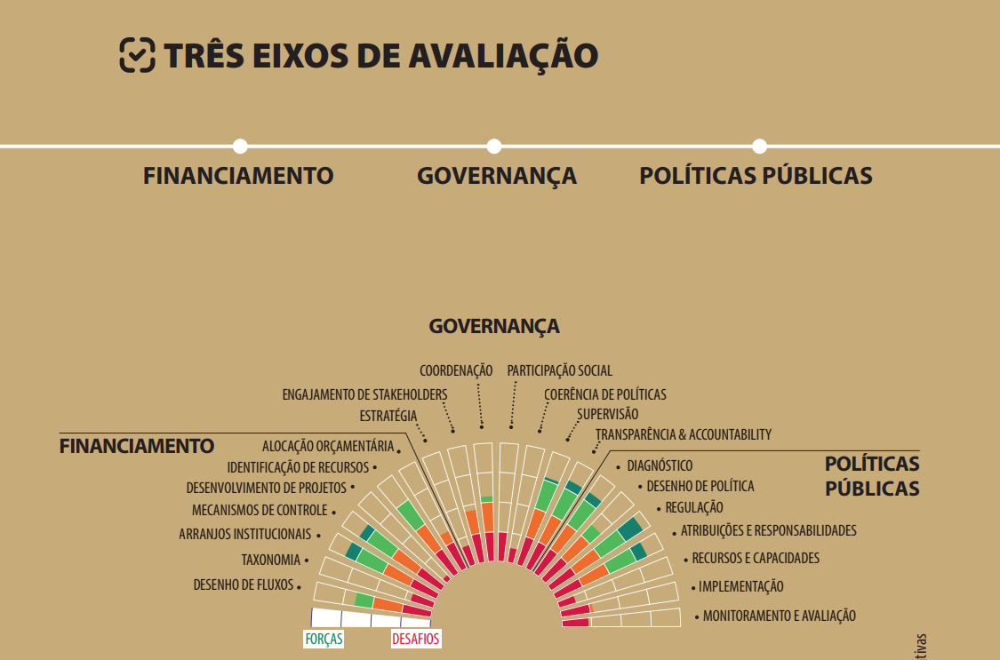 TRÊS EIXOS DE AVALIAÇÃO
FINANCIAMENTO
GOVERNANÇA
POLÍTICAS PÚBLICAS
GOVERNANÇA
COORDENAÇÃO
PARTICIPAÇÃO SOCIAL
ENGAJAMENTO DE STAKEHOLDERS
COERÊNCIA DE POLÍTICAS
ESTRATÉGIA
SUPERVISÃO
TRANSPARÊNCIA & ACCOUNTABILITY
FINANCIAMENTO
ALOCAÇÃO ORÇAMENTÁRIA
IDENTIFICAÇÃO DE RECURSOS
DESENVOLVIMENTO DE PROJETOS
MECANISMOS DE CONTROLE
ARRANJOS INSTITUCIONAIS
TAXONOMIA
DESENHO DE FLUXOS
POLÍTICAS
PÚBLICAS
DIAGNÓSTICO
DESENHO DE POLÍTICA
REGULAÇÃO
ATRIBUIÇÕES E RESPONSABILIDADES
RECURSOS E CAPACIDADES
IMPLEMENTAÇÃO
MONITORAMENTO E AVALIAÇÃO
FORÇAS
DESAFIOS
tivas